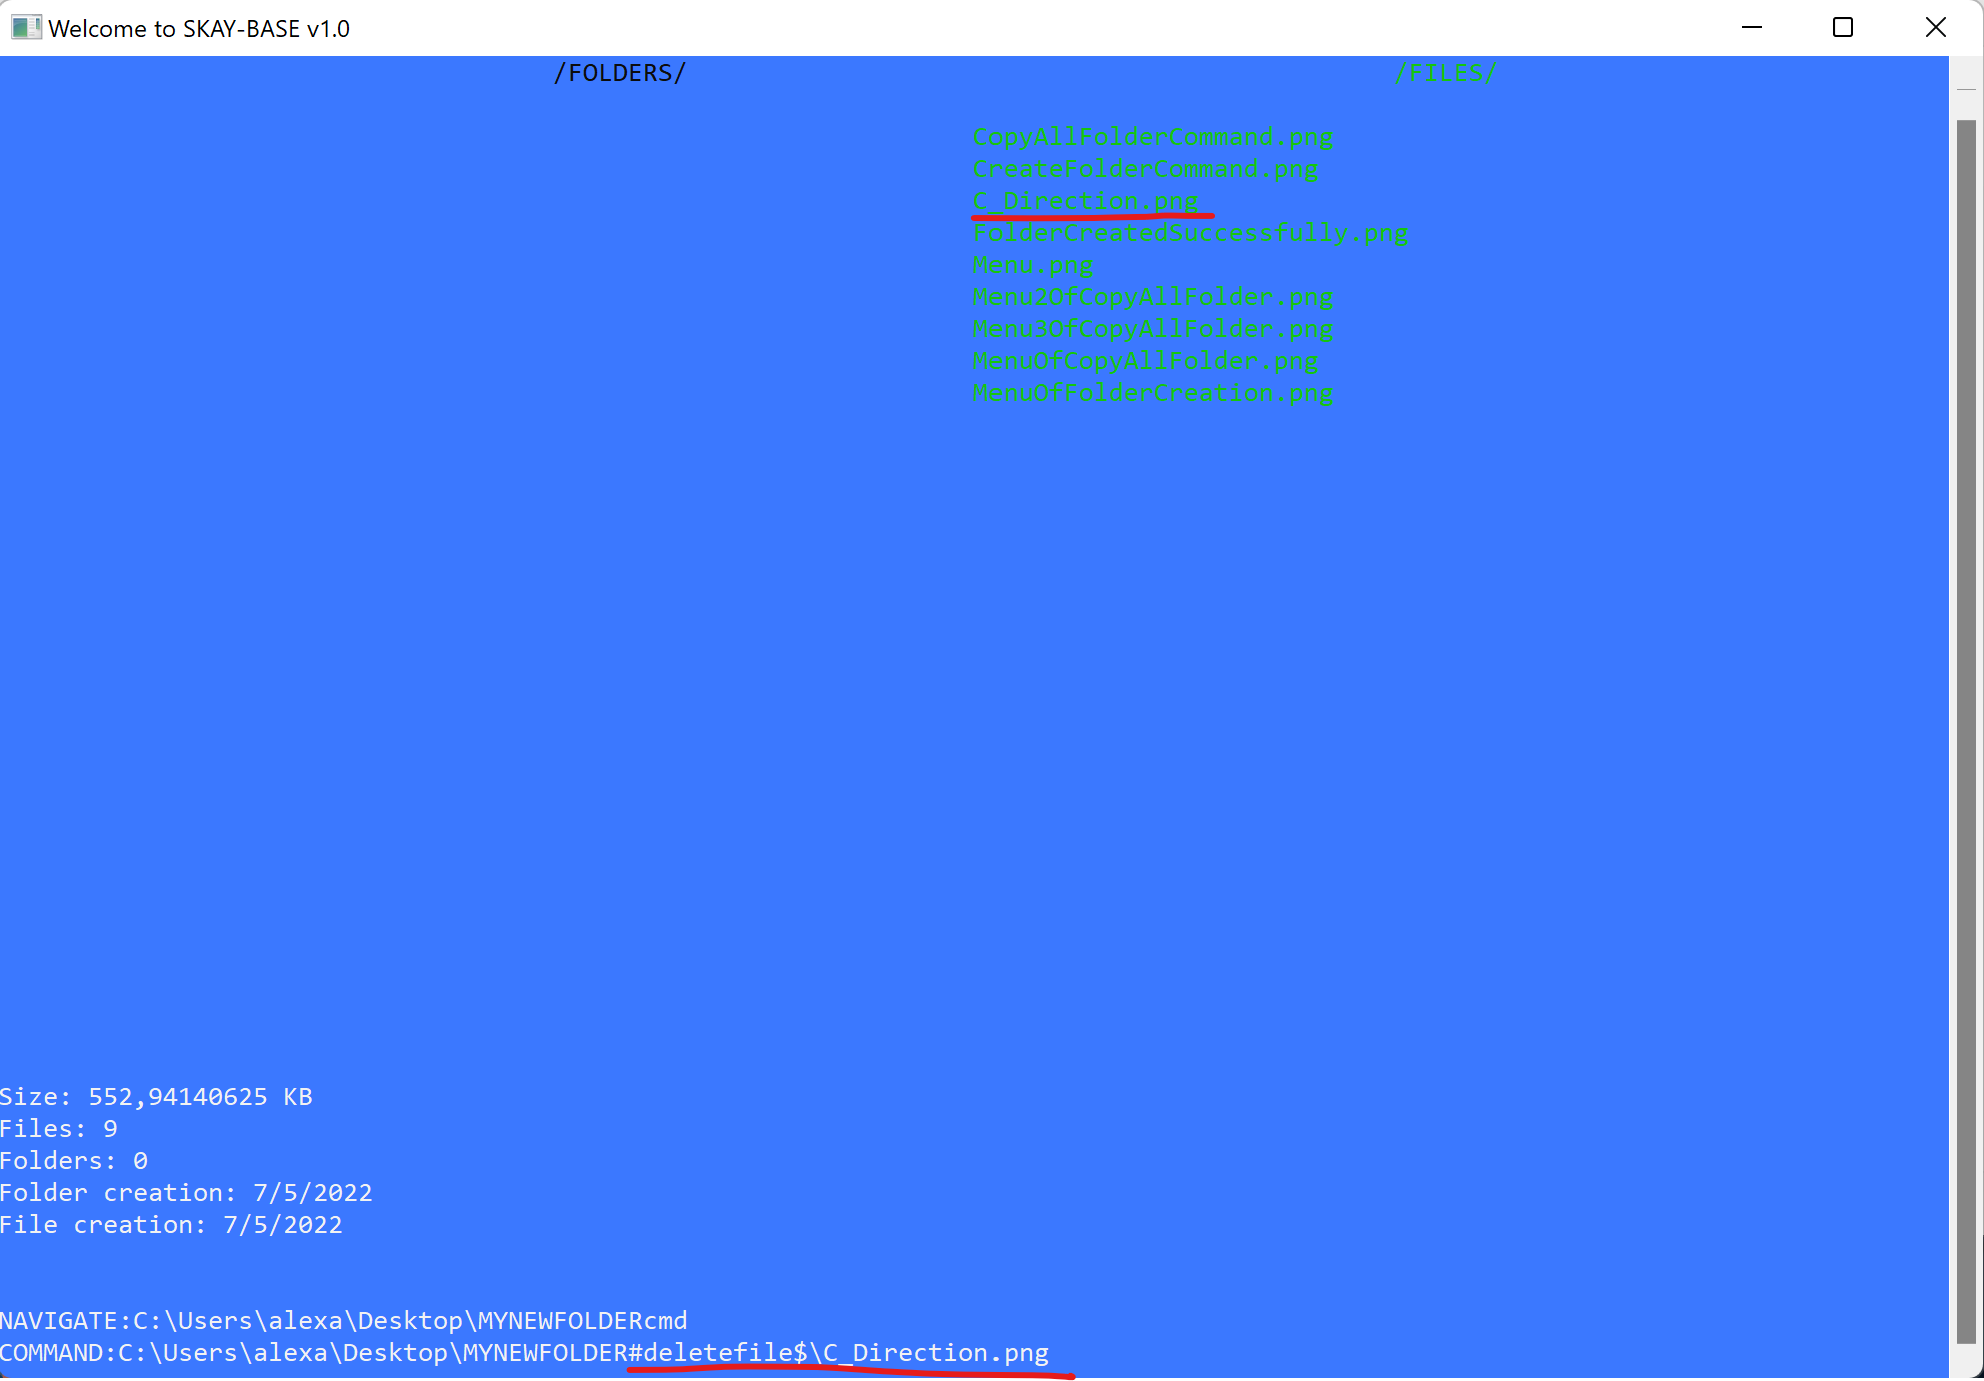 Welcome to SKAY-BASE v1.0
/FOLDERS/ /FILES/
CopyAllFolderCommand.png
CreateFolderCommand.png
C_Direction.png
FolderCreatedSuccessfully.png
Menu.png
Menu2OfCopyAllFolder.png
Menu3OfCopyAllFolder.png
MenuOfCopyAllFolder.png
MenuOfFolderCreation.png
Size: 552,94140625 KB
Files: 9
Folders: 0
Folder creation: 7/5/2022
File creation: 7/5/2022
NAVIGATE:C:\Users\alexa\Desktop\MYNEWFOLDERcmd
COMMAND:C:\Users\alexa\Desktop\MYNEWFOLDER#deletefile$\C_Direction.png